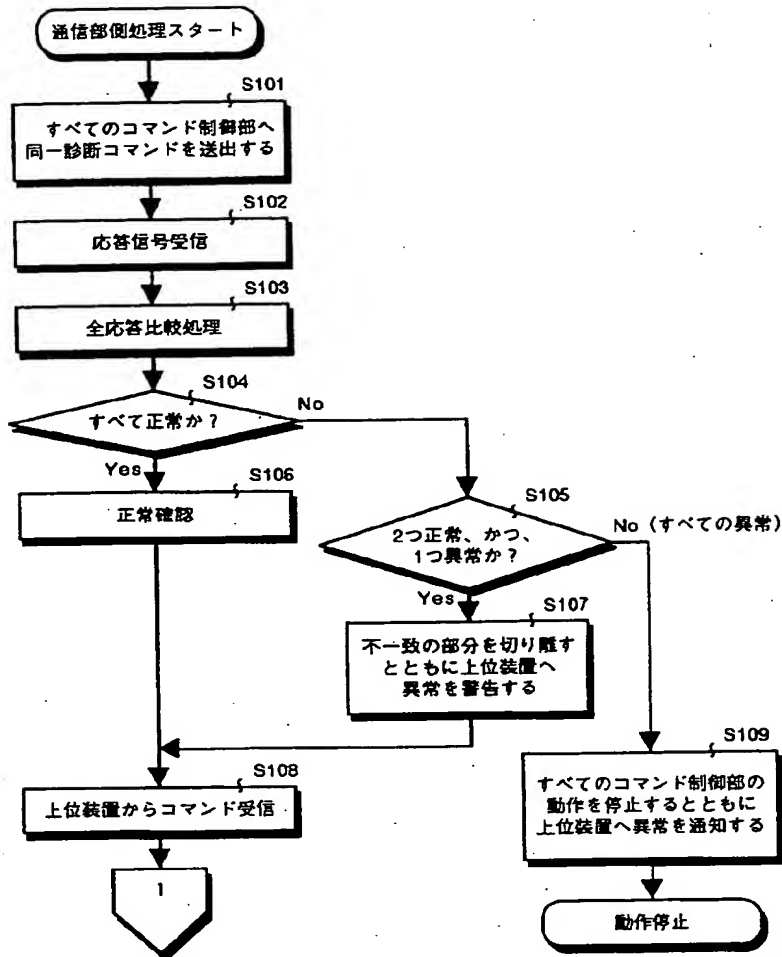 通信部側処理スタート
S101
すべてのコマンド制御部へ
同一診断コマンドを送出する
S102
応答信号受信
S103
全応答比較処理
S104
すべて正常か？
No
Yes
S106
正常確認
S105
2つ正常、かつ、
1つ異常か？
No（すべての異常）
Yes
S107
不一致の部分を切り離す
とともに上位装置へ
異常を警告する
S108
上位装置からコマンド受信
1
S109
すべてのコマンド制御部の
動作を停止するとともに
上位装置へ異常を通知する
動作停止